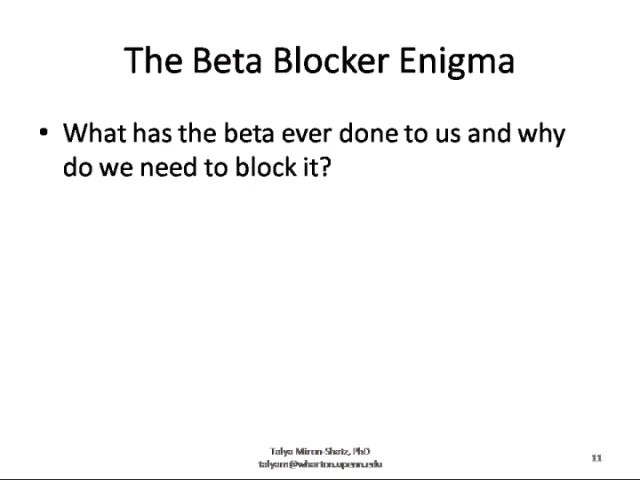 The Beta Blocker Enigma
• What has the beta ever done to us and why
do we need to block it?
Talya Miron-Shatz, PhD
talyam@wharton.upenn.edu
11